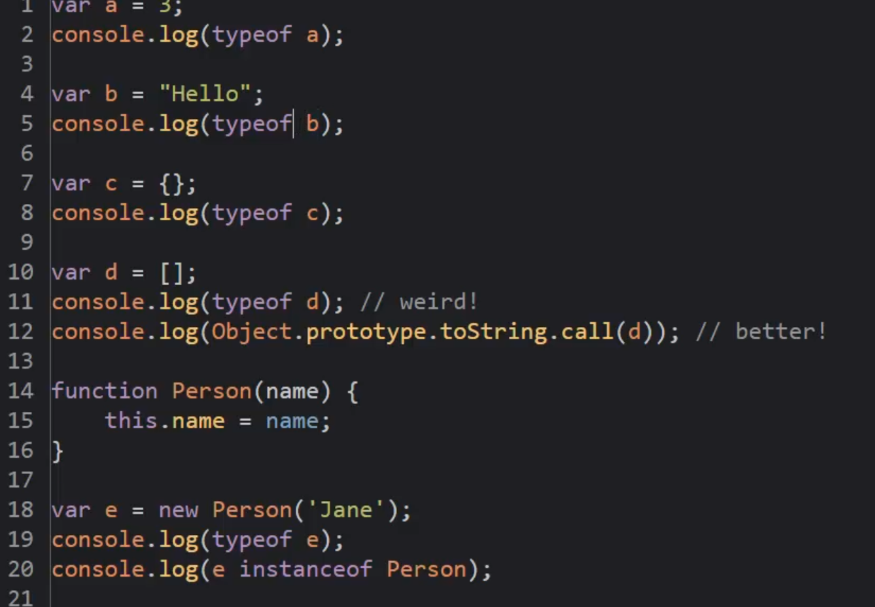 1 var a = 3;
2 console.log(typeof a);
3
4 var b = "Hello";
5 console.log(typeof b);
6
7 var c = {};
8 console.log(typeof c);
9
10 var d = [];
11 console.log(typeof d); // weird!
12 console.log(Object.prototype.toString.call(d)); // better!
13
14 function Person(name) {
15     this.name = name;
16 }
17
18 var e = new Person('Jane');
19 console.log(typeof e);
20 console.log(e instanceof Person);
21